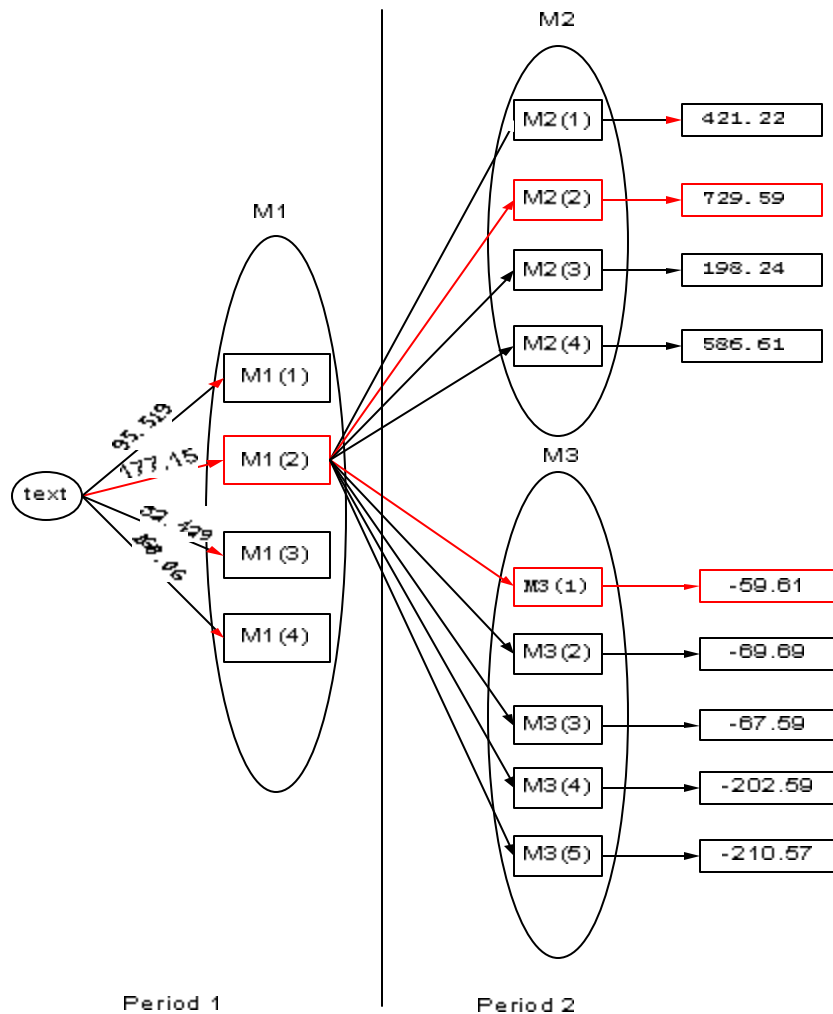 M2
M2(1)
421.22
M2(2)
729.59
M1
M2(3)
198.24
M2(4)
586.61
M1(1)
95.519
177.15
M1(2)
M3
text
52.429
M1(3)
M3(1)
-59.61
M1(4)
M3(2)
-69.69
M3(3)
-67.59
M3(4)
-202.59
M3(5)
-210.57
Period 1
Period 2